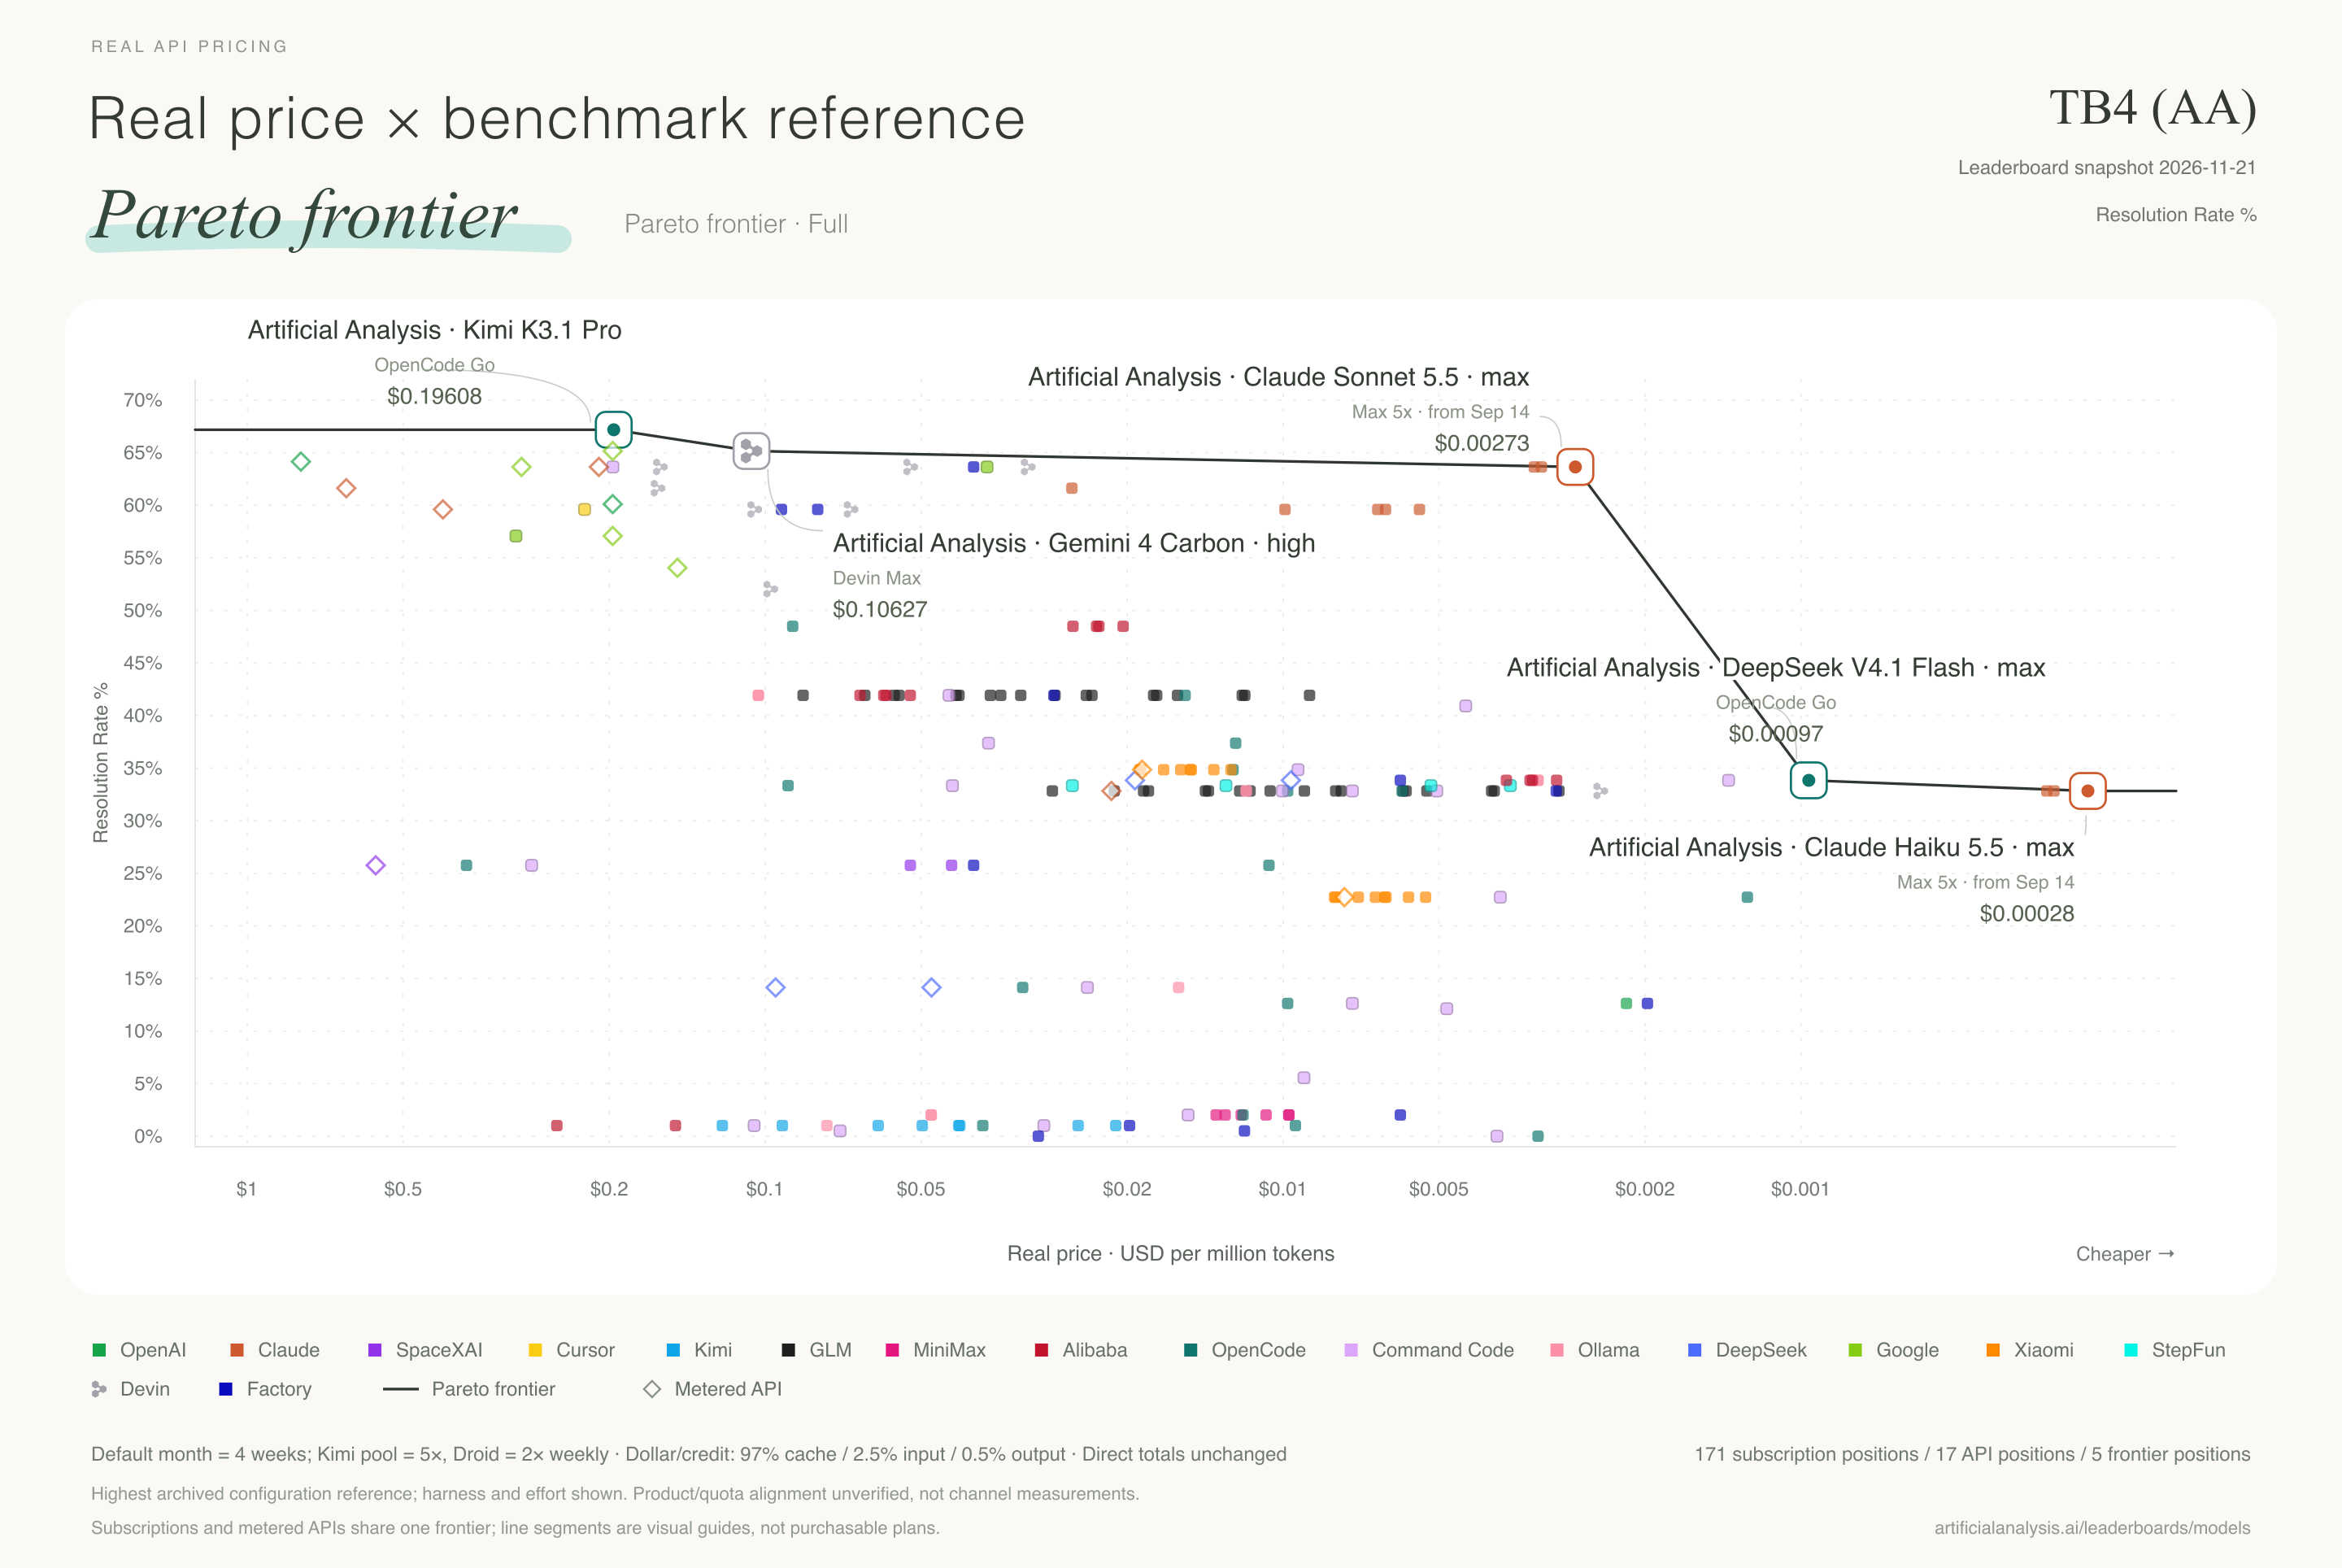 REAL API PRICING
Real price × benchmark reference
TB4 (AA)
Leaderboard snapshot 2026-11-21
Pareto frontier
Pareto frontier · Full
Resolution Rate %
Artificial Analysis · Kimi K3.1 Pro
OpenCode Go
$0.19608
Artificial Analysis · Claude Sonnet 5.5 · max
Max 5x · from Sep 14
$0.00273
Artificial Analysis · Gemini 4 Carbon · high
Devin Max
$0.10627
Artificial Analysis · DeepSeek V4.1 Flash · max
OpenCode Go
$0.00097
Artificial Analysis · Claude Haiku 5.5 · max
Max 5x · from Sep 14
$0.00028
Resolution Rate %
70%
65%
60%
55%
50%
45%
40%
35%
30%
25%
20%
15%
10%
5%
0%
$1 $0.5 $0.2 $0.1 $0.05 $0.02 $0.01 $0.005 $0.002 $0.001
Real price · USD per million tokens
Cheaper →
OpenAI Claude SpaceXAI Cursor Kimi GLM MiniMax Alibaba OpenCode Command Code Ollama DeepSeek Google Xiaomi StepFun
Devin Factory Pareto frontier Metered API
Default month = 4 weeks; Kimi pool = 5×, Droid = 2× weekly · Dollar/credit: 97% cache / 2.5% input / 0.5% output · Direct totals unchanged
171 subscription positions / 17 API positions / 5 frontier positions
Highest archived configuration reference; harness and effort shown. Product/quota alignment unverified, not channel measurements.
Subscriptions and metered APIs share one frontier; line segments are visual guides, not purchasable plans.
artificialanalysis.ai/leaderboards/models